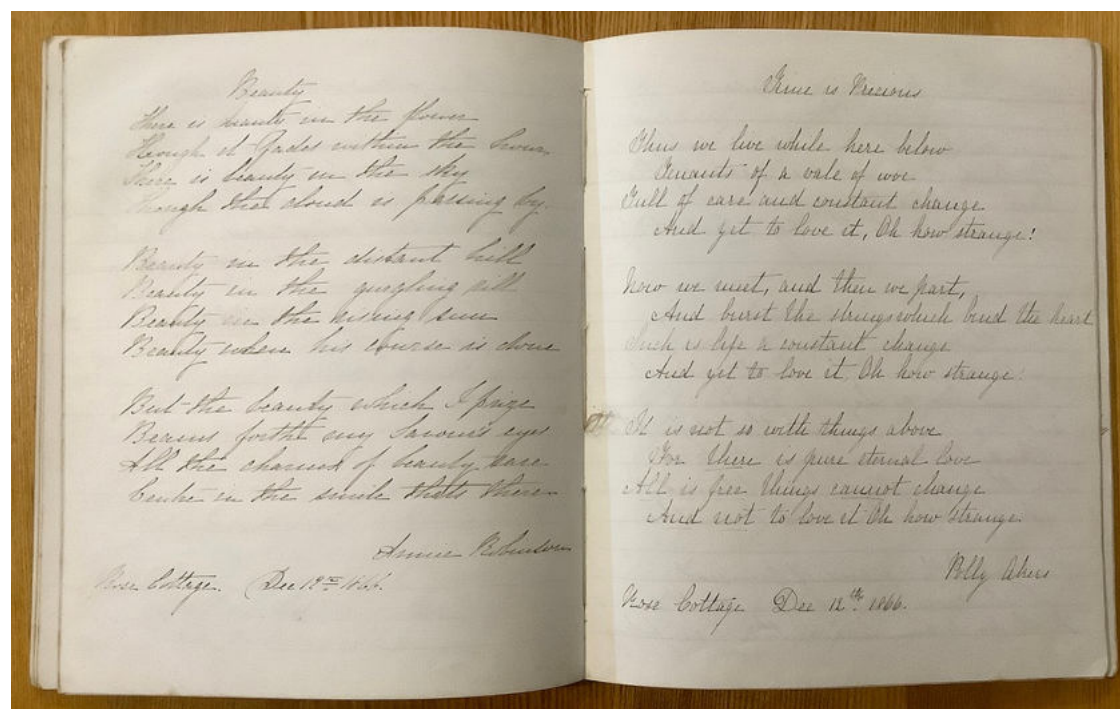 Beauty
There is beauty in the flower
Though it fades within the hour
There is beauty in the sky
Though the cloud is passing by.
Beauty in the distant hill
Beauty in the gurgling rill
Beauty in the rising sun
Beauty when his course is done
But the beauty which I prize
Beams forth my Saviour's eyes
All the charms of beauty rare
Centre in the smile thats there
Annie Robinson
Rose Cottage. Dec 12th 1866.
Time is Precious
Thus we live while here below
Tenants of a vale of woe
Full of care and constant change
And yet to love it, Oh how strange!
Now we meet, and then we part,
And burst the strings which bind the heart
Such is life a constant change
And yet to love it Oh how strange!
It is not so with things above
For there is pure eternal love
All is free things cannot change
And not to love it Oh how strange.
Polly Akers
Rose Cottage Dec 12th 1866.